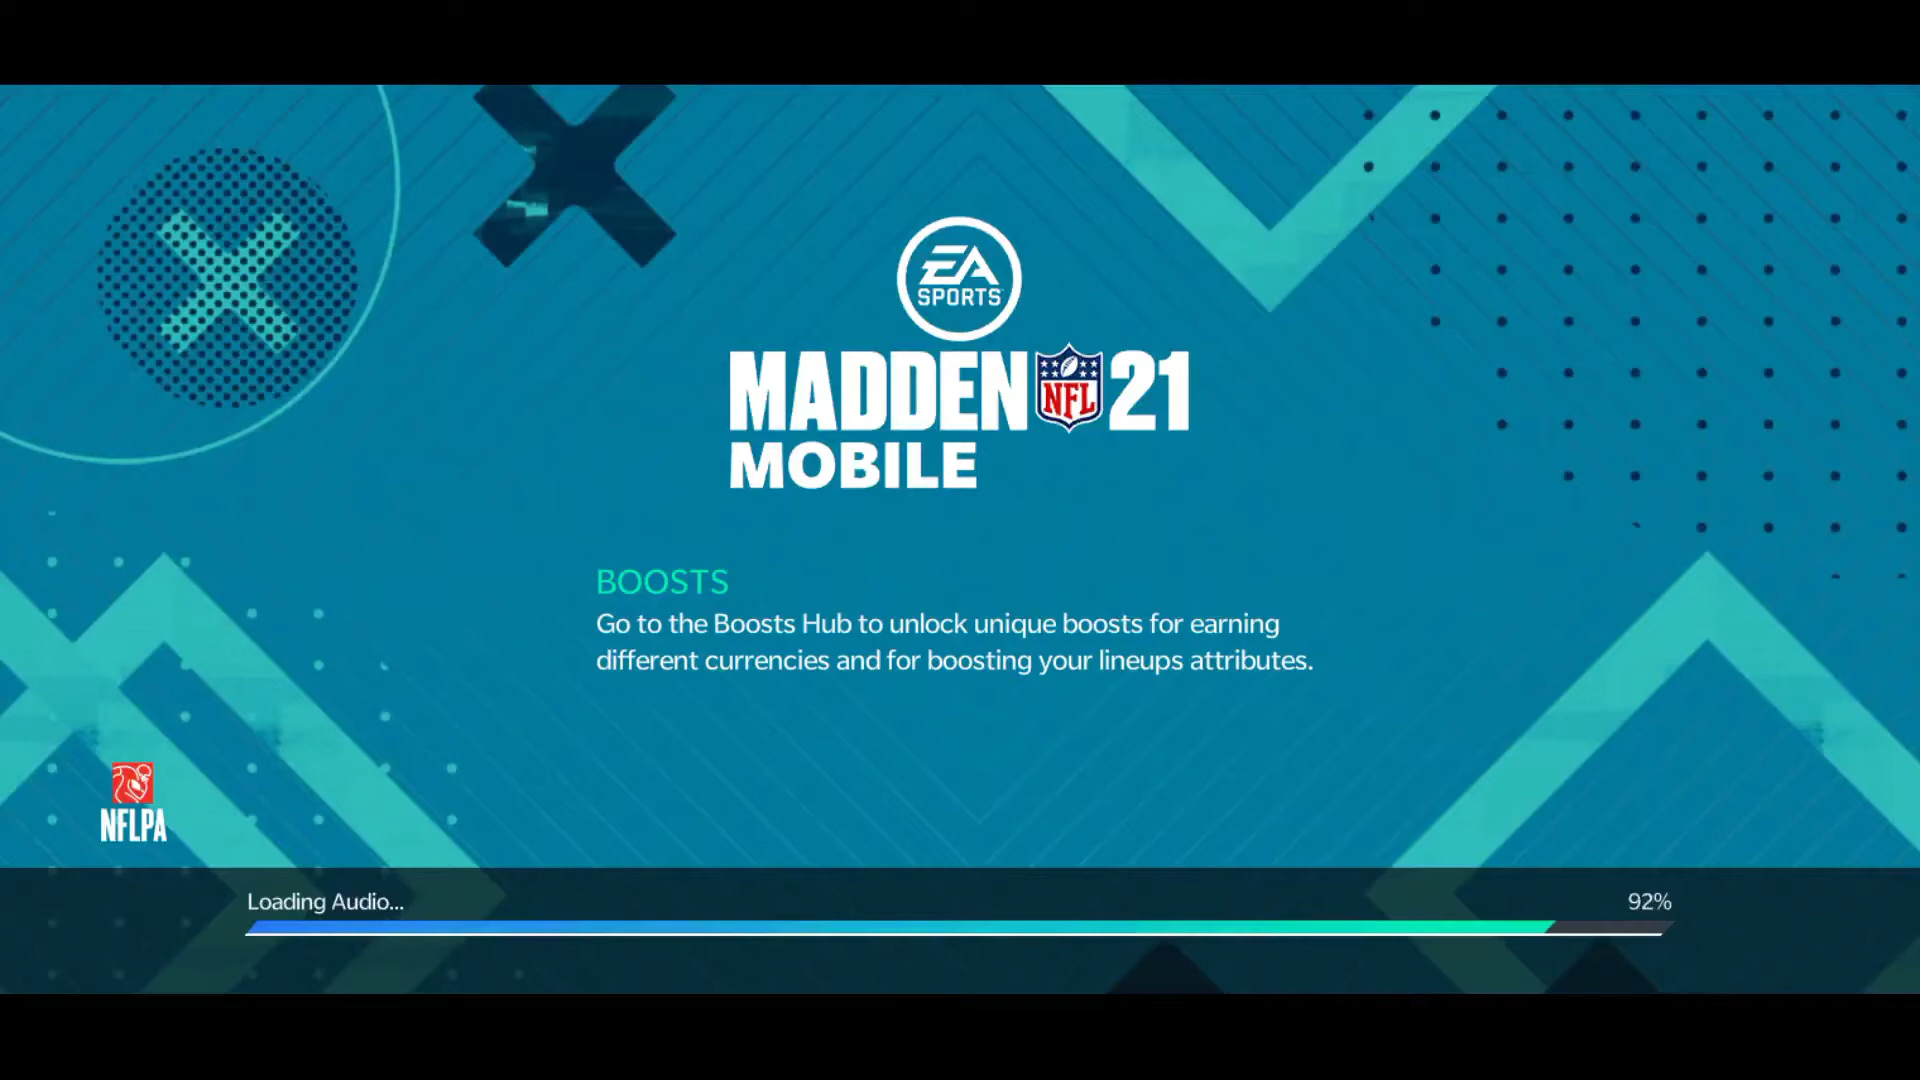 EA
SPORTS
MADDEN NFL 21
MOBILE
BOOSTS
Go to the Boosts Hub to unlock unique boosts for earning
different currencies and for boosting your lineups attributes.
NFLPA
Loading Audio... 92%